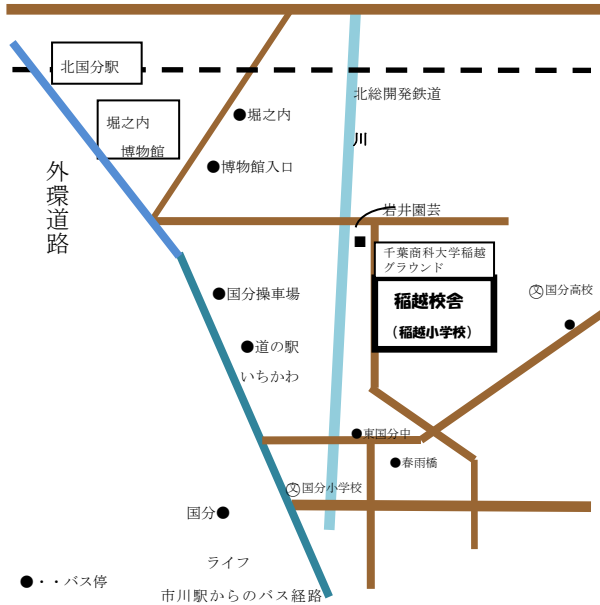 北国分駅
北総開発鉄道
堀之内
博物館
●堀之内
川
●博物館入口
外環道路
岩井園芸
千葉商科大学稲越
グラウンド
稲越校舎
（稲越小学校）
文国分高校
●国分操車場
●道の駅
いちかわ
●東国分中
●春雨橋
文国分小学校
国分●
ライフ
●・・バス停
市川駅からのバス経路